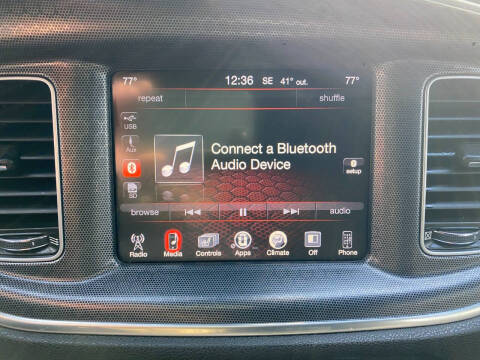 77° 12:36 SE 41° out. 77°
repeat shuffle
USB
Aux
SD
Connect a Bluetooth
Audio Device
setup
browse audio
Radio Media Controls Apps Climate Off Phone